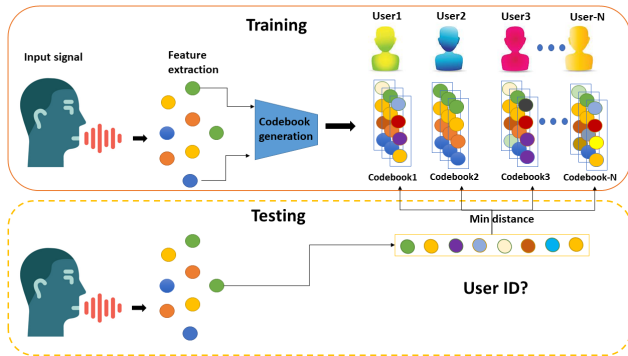 Training
User1 User2 User3 User-N
Input signal
Feature
extraction
Codebook
generation
Codebook1 Codebook2 Codebook3 Codebook-N
Testing
Min distance
User ID?